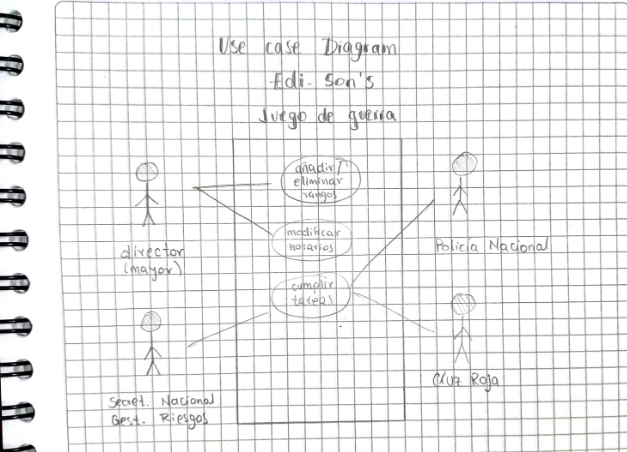 Use case Diagram
Edi-Son's
Juego de guerra
añadir/
eliminar
rangos
modificar
horarios
cumplir
tareas
director
(mayor)
Policía Nacional
Secret. Nacional
Gest. Riesgos
Cruz Roja